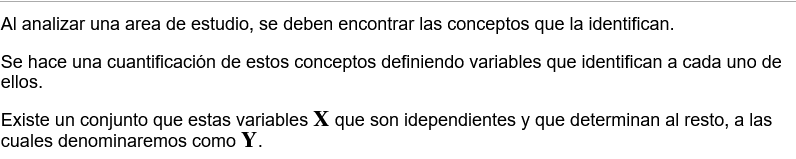 Al analizar una area de estudio, se deben encontrar las conceptos que la identifican.
Se hace una cuantificación de estos conceptos definiendo variables que identifican a cada uno de
ellos.
Existe un conjunto que estas variables X que son idependientes y que determinan al resto, a las
cuales denominaremos como Y.